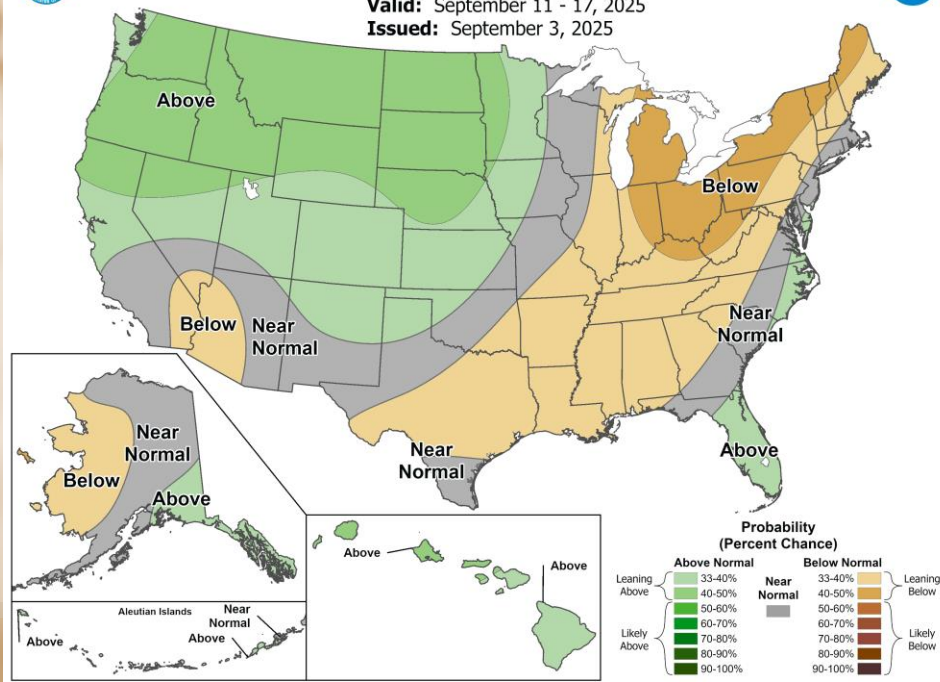 Valid: September 11 - 17, 2025
Issued: September 3, 2025
Above
Below
Below
Near
Normal
Near
Normal
Near
Normal
Above
Near
Normal
Below
Above
Above
Above
Aleutian Islands
Near
Normal
Above
Above
Probability
(Percent Chance)
Above Normal
Below Normal
Leaning
Above
33-40%
40-50%
Near
Normal
33-40%
40-50%
Leaning
Below
Likely
Above
50-60%
60-70%
70-80%
80-90%
90-100%
50-60%
60-70%
70-80%
80-90%
90-100%
Likely
Below